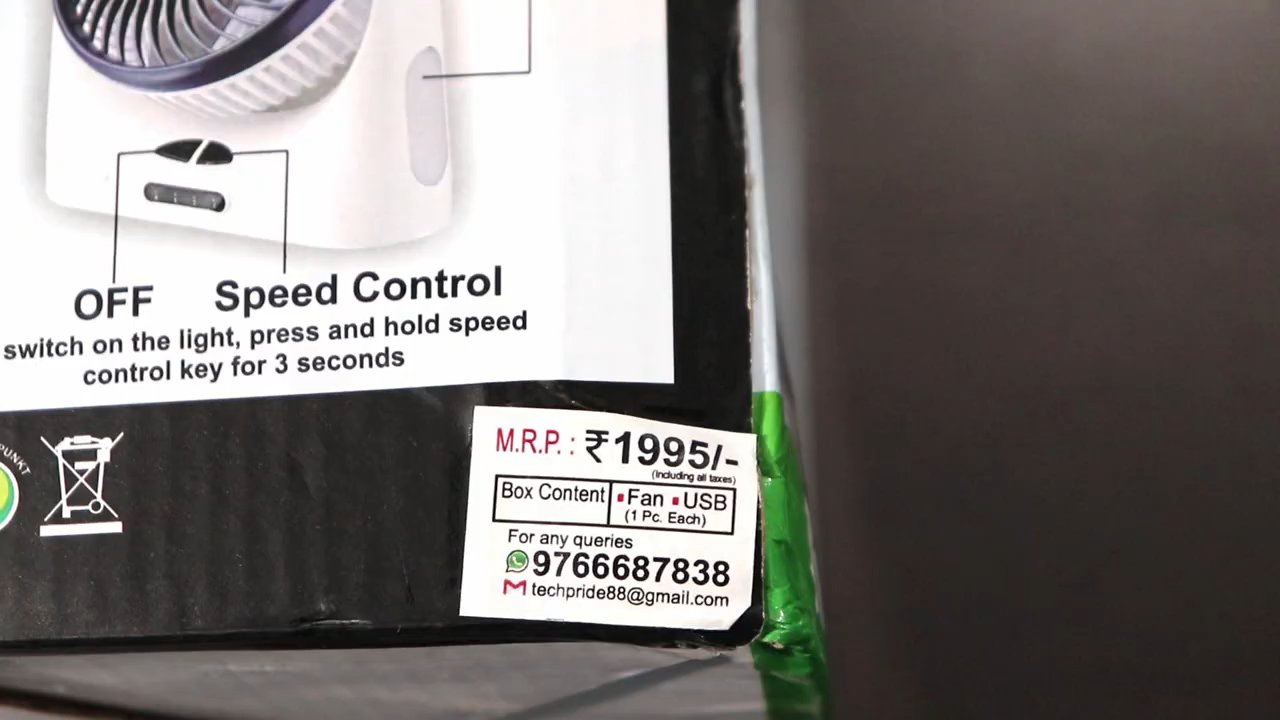 OFF Speed Control
switch on the light, press and hold speed
control key for 3 seconds
PUNKT
M.R.P. : ₹1995/-
(Including all taxes)
Box Content
Fan USB
(1 Pc. Each)
For any queries
9766687838
techpride88@gmail.com